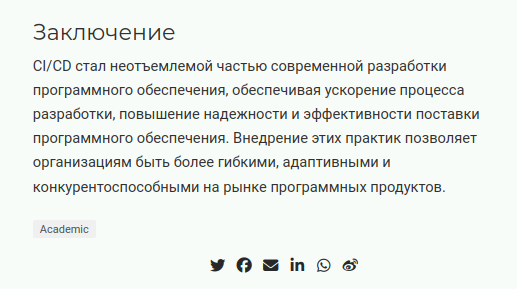 Заключение
CI/CD стал неотъемлемой частью современной разработки
программного обеспечения, обеспечивая ускорение процесса
разработки, повышение надежности и эффективности поставки
программного обеспечения. Внедрение этих практик позволяет
организациям быть более гибкими, адаптивными и
конкурентоспособными на рынке программных продуктов.
Academic